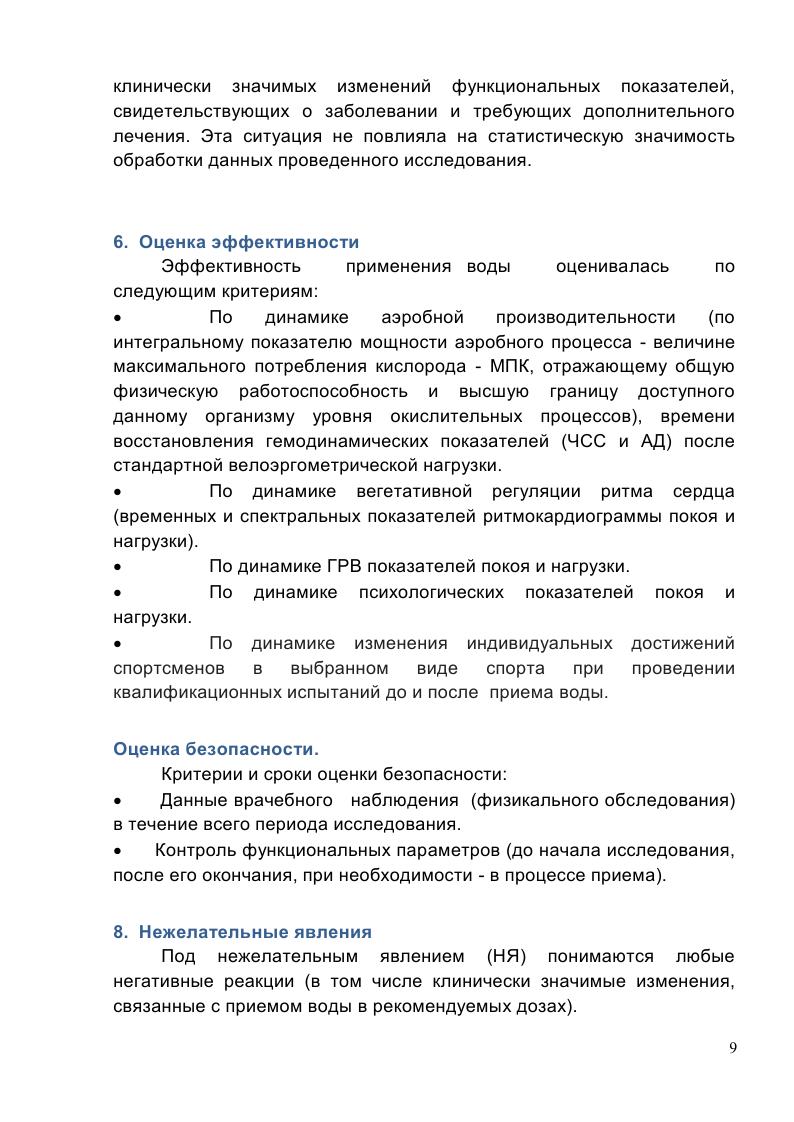 клинически значимых изменений функциональных показателей,
свидетельствующих о заболевании и требующих дополнительного
лечения. Эта ситуация не повлияла на статистическую значимость
обработки данных проведенного исследования.
6. Оценка эффективности
Эффективность применения воды оценивалась по
следующим критериям:
• По динамике аэробной производительности (по
интегральному показателю мощности аэробного процесса - величине
максимального потребления кислорода - МПК, отражающему общую
физическую работоспособность и высшую границу доступного
данному организму уровня окислительных процессов), времени
восстановления гемодинамических показателей (ЧСС и АД) после
стандартной велоэргометрической нагрузки.
• По динамике вегетативной регуляции ритма сердца
(временных и спектральных показателей ритмокардиограммы покоя и
нагрузки).
• По динамике ГРВ показателей покоя и нагрузки.
• По динамике психологических показателей покоя и
нагрузки.
• По динамике изменения индивидуальных достижений
спортсменов в выбранном виде спорта при проведении
квалификационных испытаний до и после приема воды.
Оценка безопасности.
Критерии и сроки оценки безопасности:
• Данные врачебного наблюдения (физикального обследования)
в течение всего периода исследования.
• Контроль функциональных параметров (до начала исследования,
после его окончания, при необходимости - в процессе приема).
8. Нежелательные явления
Под нежелательным явлением (НЯ) понимаются любые
негативные реакции (в том числе клинически значимые изменения,
связанные с приемом воды в рекомендуемых дозах).
9